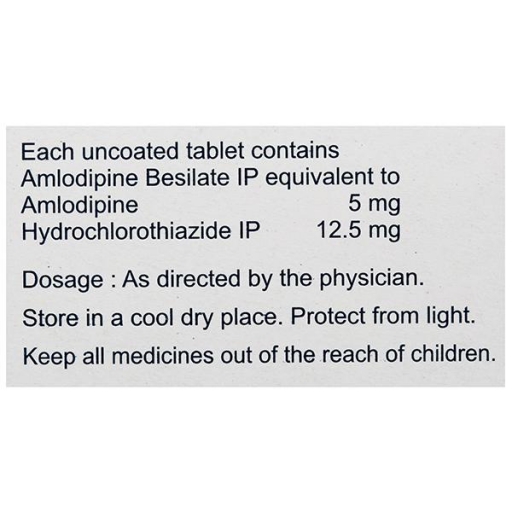 Each uncoated tablet contains
Amlodipine Besilate IP equivalent to
Amlodipine 5 mg
Hydrochlorothiazide IP 12.5 mg
Dosage : As directed by the physician.
Store in a cool dry place. Protect from light.
Keep all medicines out of the reach of children.